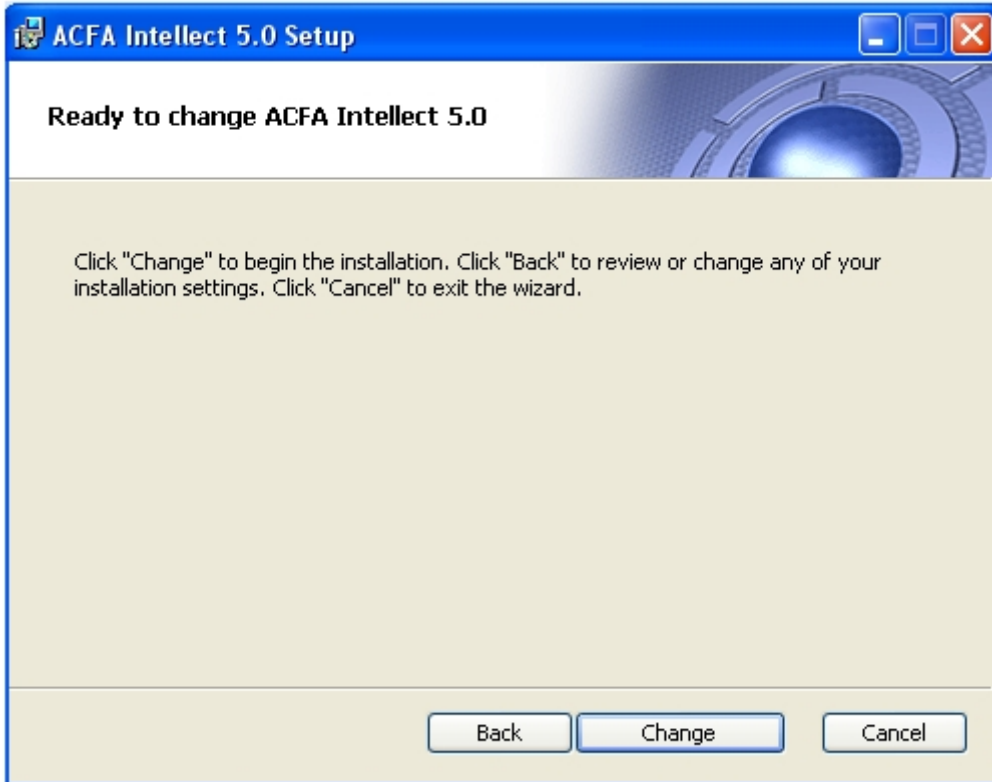 ACFA Intellect 5.0 Setup
Ready to change ACFA Intellect 5.0
Click "Change" to begin the installation. Click "Back" to review or change any of your
installation settings. Click "Cancel" to exit the wizard.
Back Change Cancel